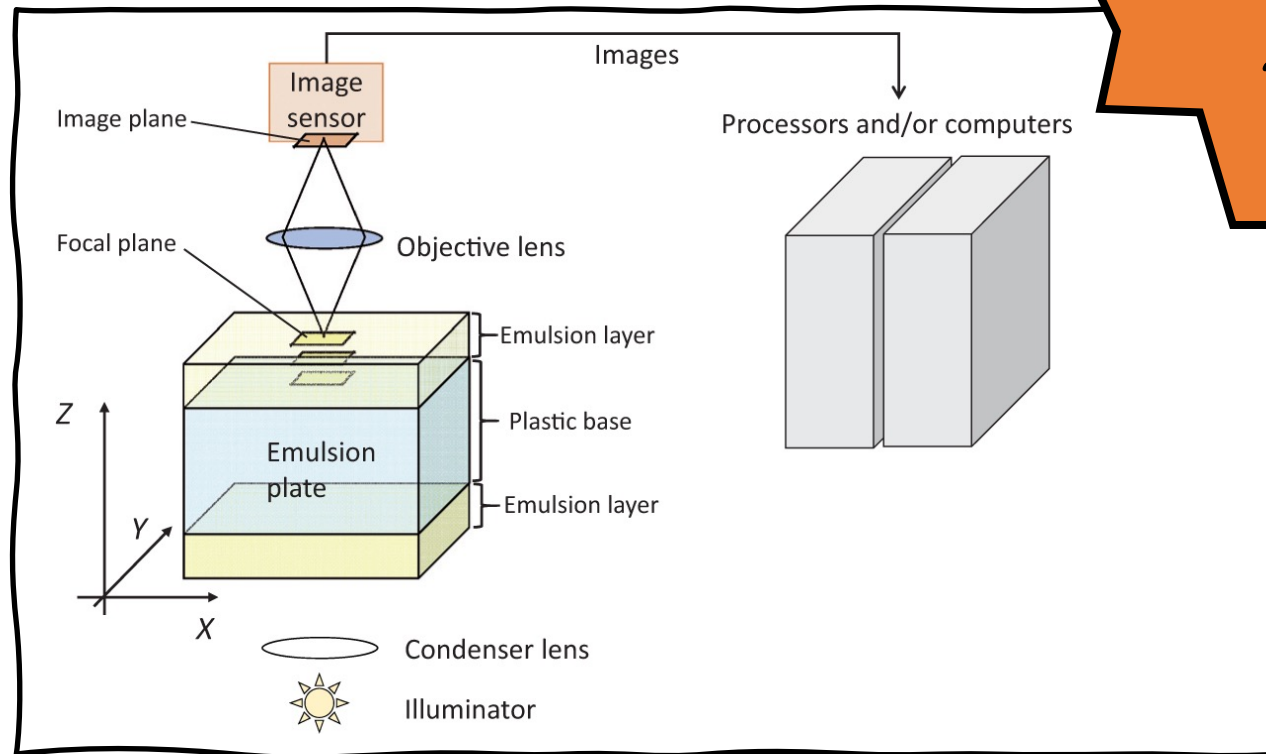 Images
Image
sensor
Image plane
Processors and/or computers
Focal plane
Objective lens
Emulsion layer
Plastic base
Emulsion
plate
Emulsion layer
Z
Y
X
Condenser lens
Illuminator